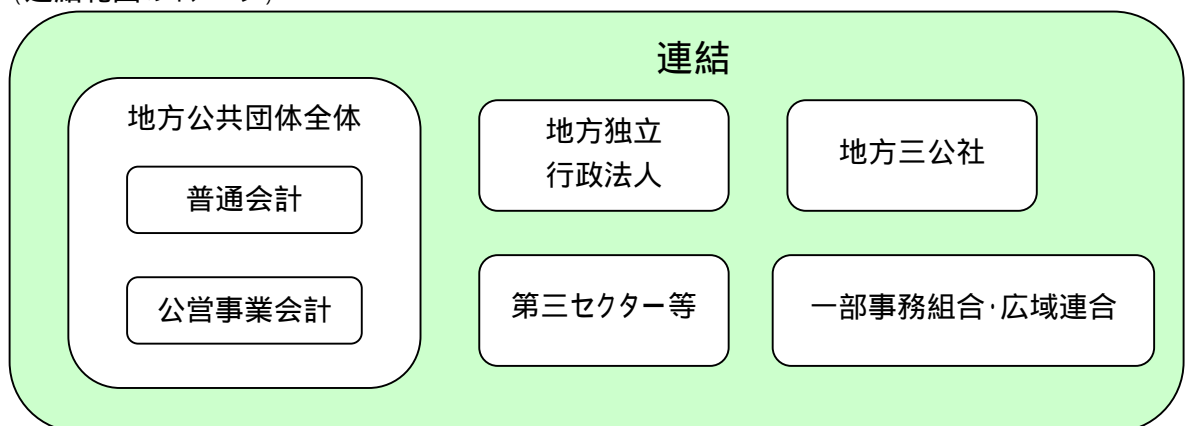 連結
地方公共団体全体
普通会計
公営事業会計
地方独立
行政法人
地方三公社
第三セクター等
一部事務組合・広域連合